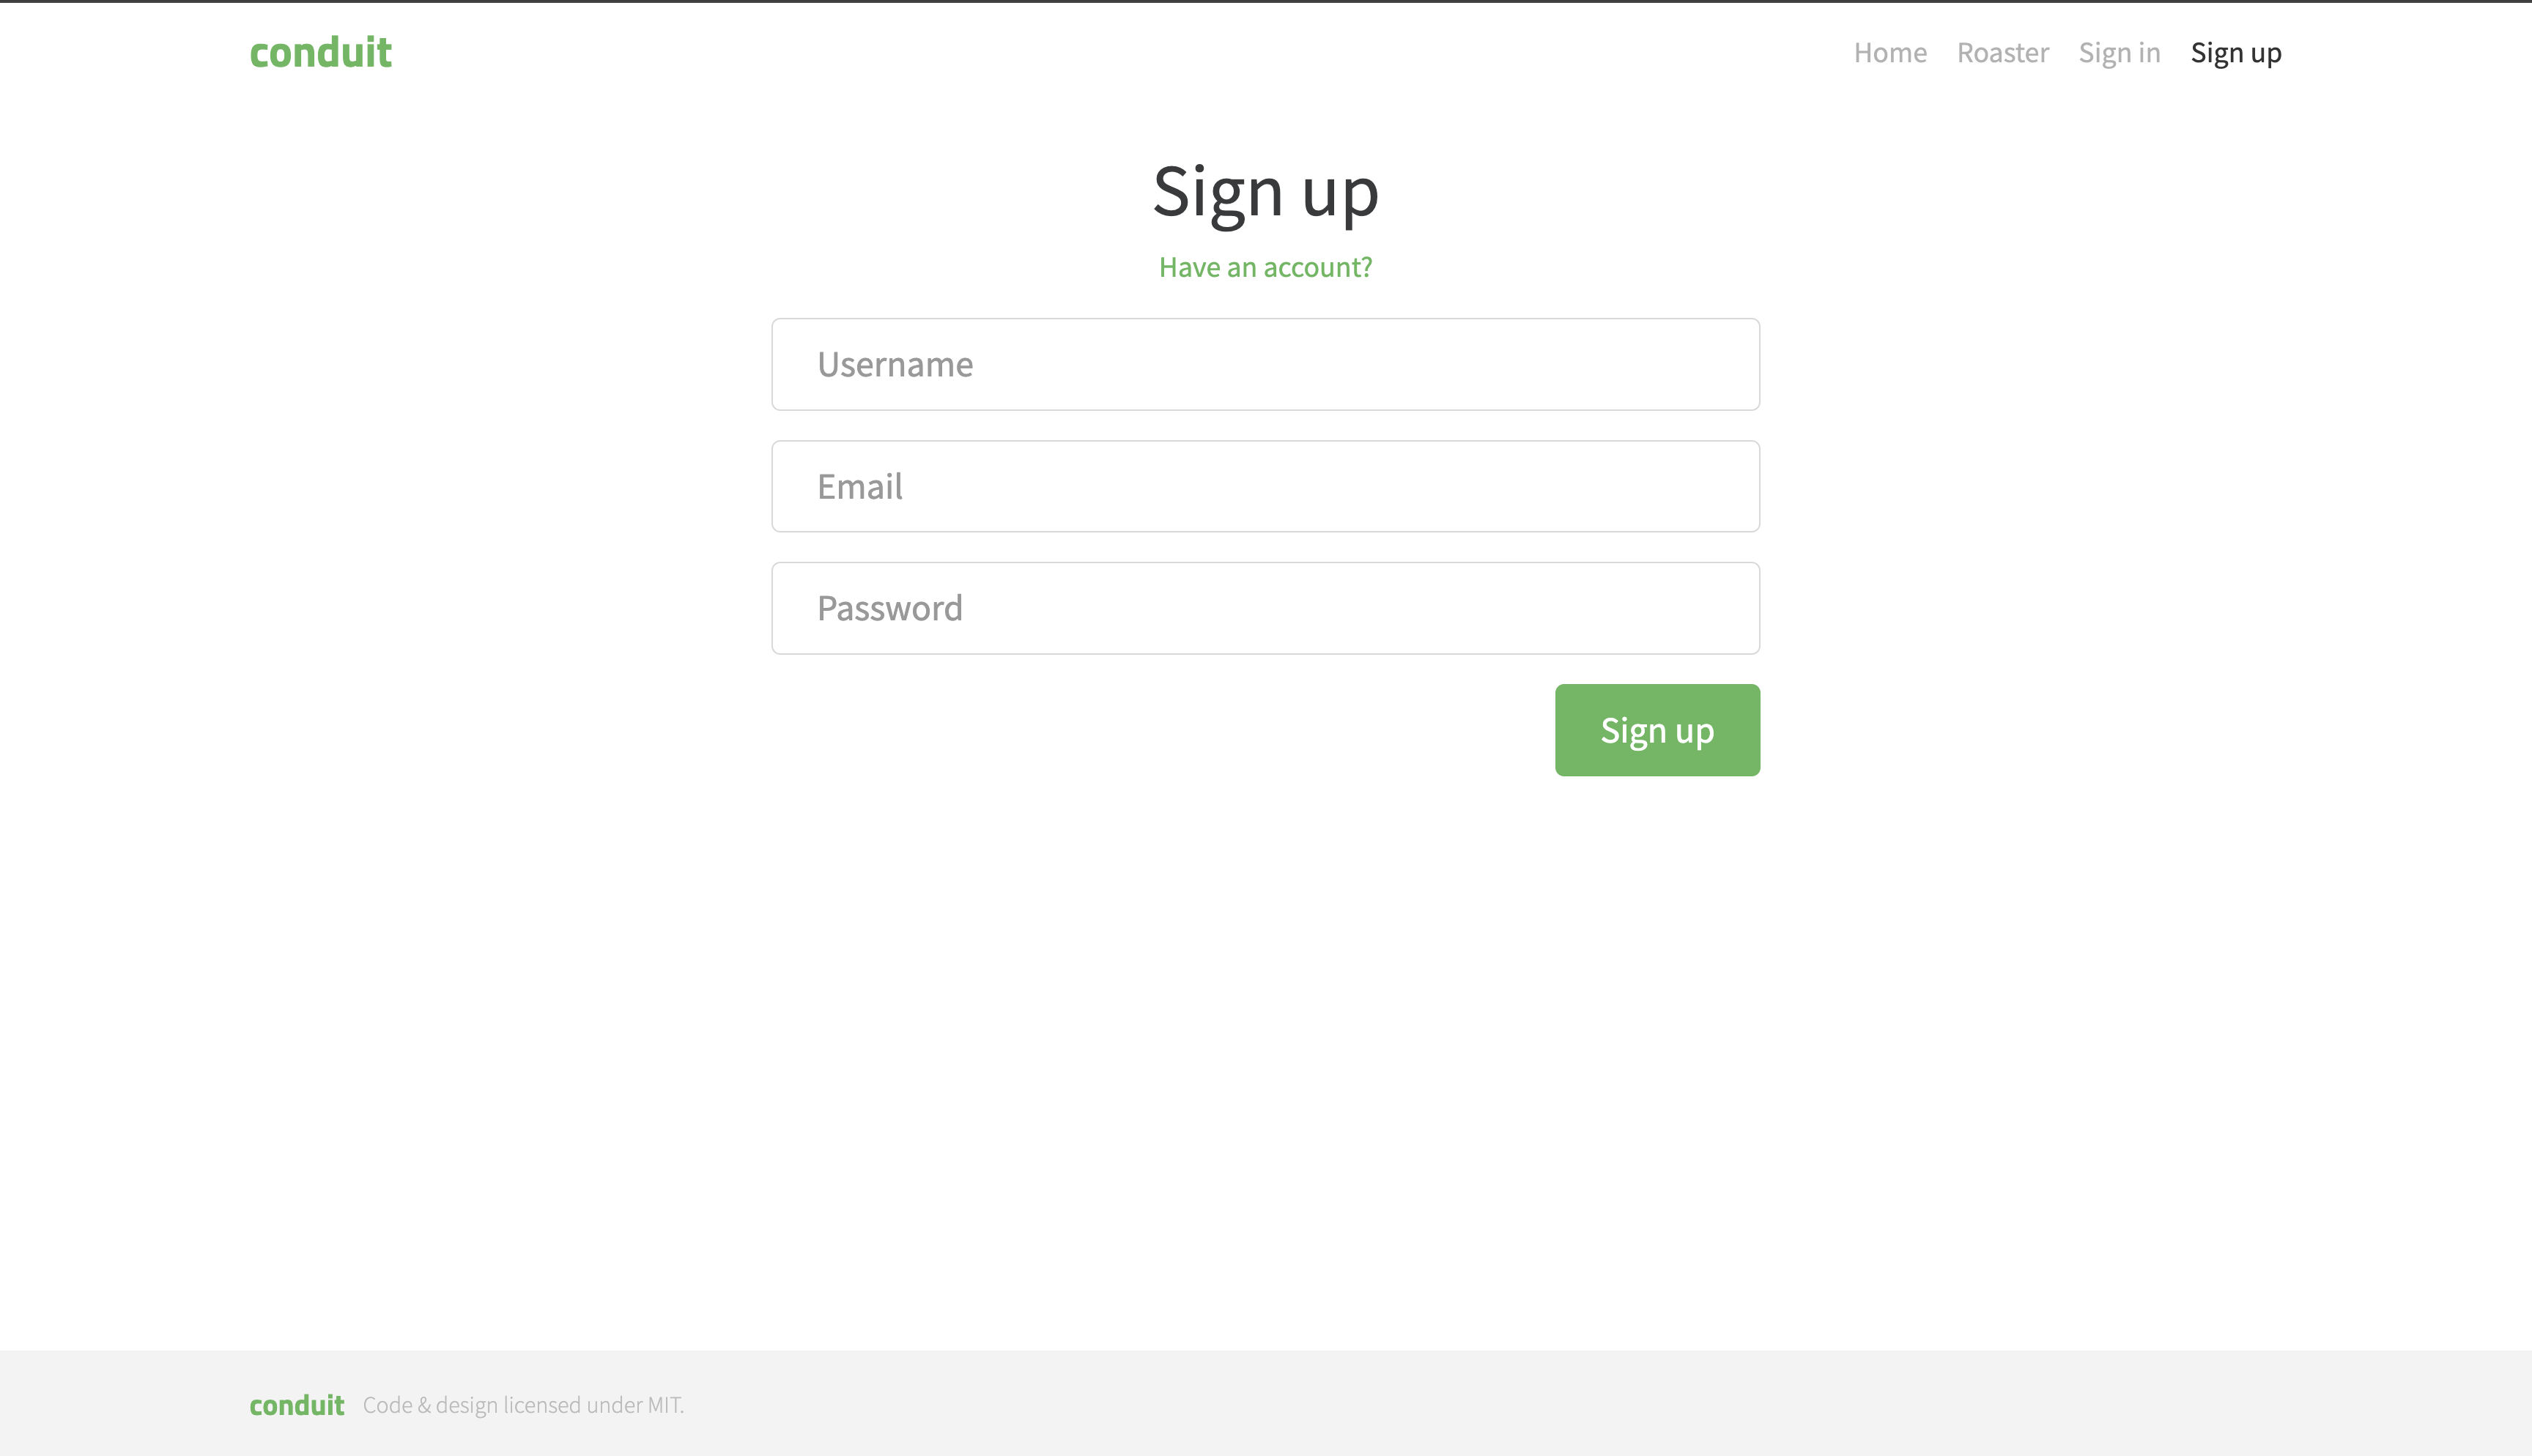 conduit
Home Roaster Sign in Sign up
Sign up
Have an account?
Username
Email
Password
Sign up
conduit Code & design licensed under MIT.